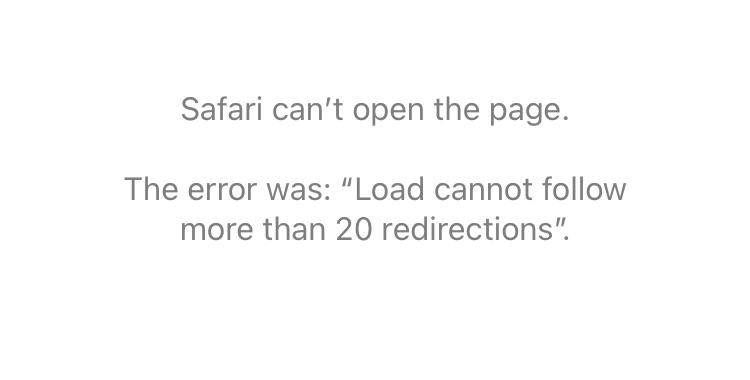 Safari can’t open the page.
The error was: “Load cannot follow
more than 20 redirections”.